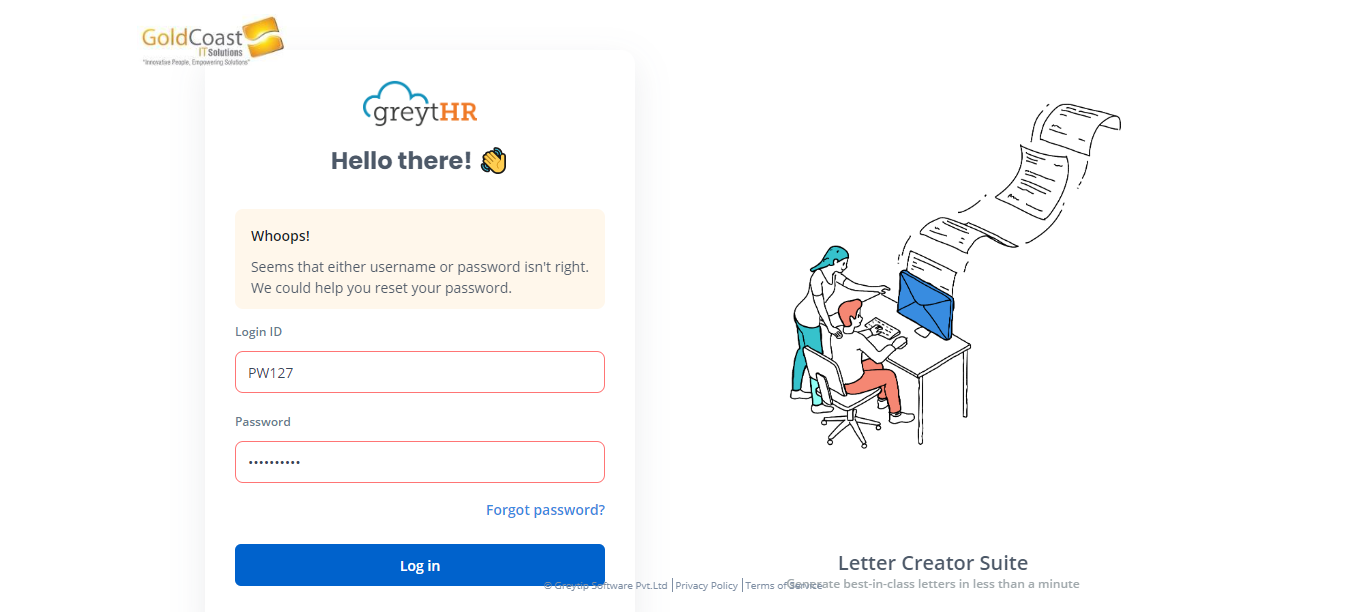 GoldCoast
IT Solutions
"Innovative People, Empowering Solutions"
greytHR
Hello there!
Whoops!
Seems that either username or password isn't right.
We could help you reset your password.
Login ID
PW127
Password
••••••••••
Forgot password?
Log in
Letter Creator Suite
Generate best-in-class letters in less than a minute
© Greytip Software Pvt.Ltd | Privacy Policy | Terms of Service